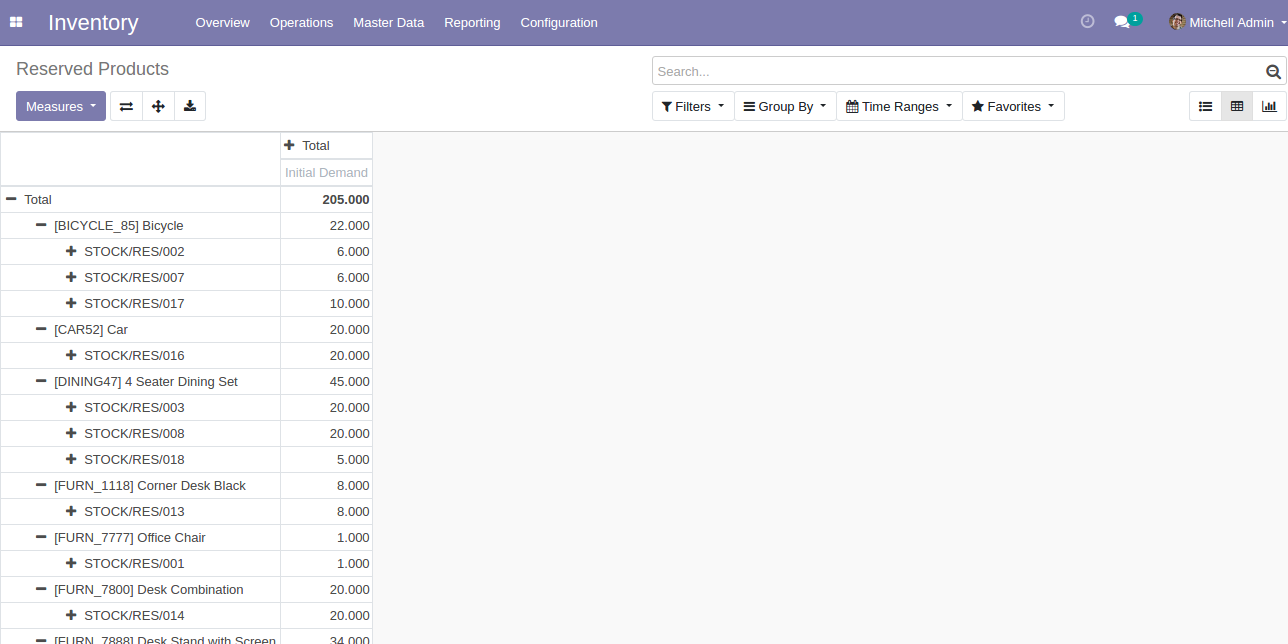 Inventory Overview Operations Master Data Reporting Configuration 1 Mitchell Admin
Reserved Products
Search...
Measures
Filters Group By Time Ranges Favorites
Total
Initial Demand
Total 205.000
[BICYCLE_85] Bicycle 22.000
STOCK/RES/002 6.000
STOCK/RES/007 6.000
STOCK/RES/017 10.000
[CAR52] Car 20.000
STOCK/RES/016 20.000
[DINING47] 4 Seater Dining Set 45.000
STOCK/RES/003 20.000
STOCK/RES/008 20.000
STOCK/RES/018 5.000
[FURN_1118] Corner Desk Black 8.000
STOCK/RES/013 8.000
[FURN_7777] Office Chair 1.000
STOCK/RES/001 1.000
[FURN_7800] Desk Combination 20.000
STOCK/RES/014 20.000
[FURN_7888] Desk Stand with Screen 34.000